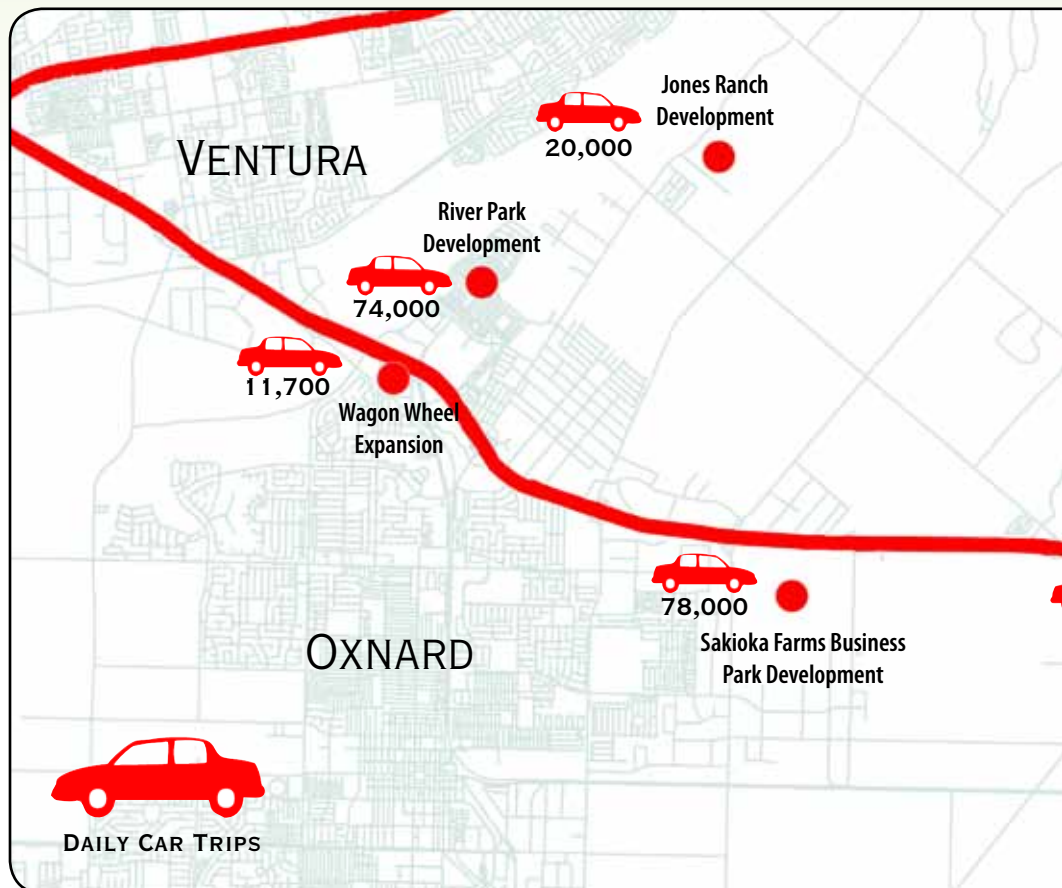 Jones Ranch
Development
20,000
VENTURA
River Park
Development
74,000
11,700
Wagon Wheel
Expansion
78,000
Sakioka Farms Business
Park Development
OXNARD
DAILY CAR TRIPS